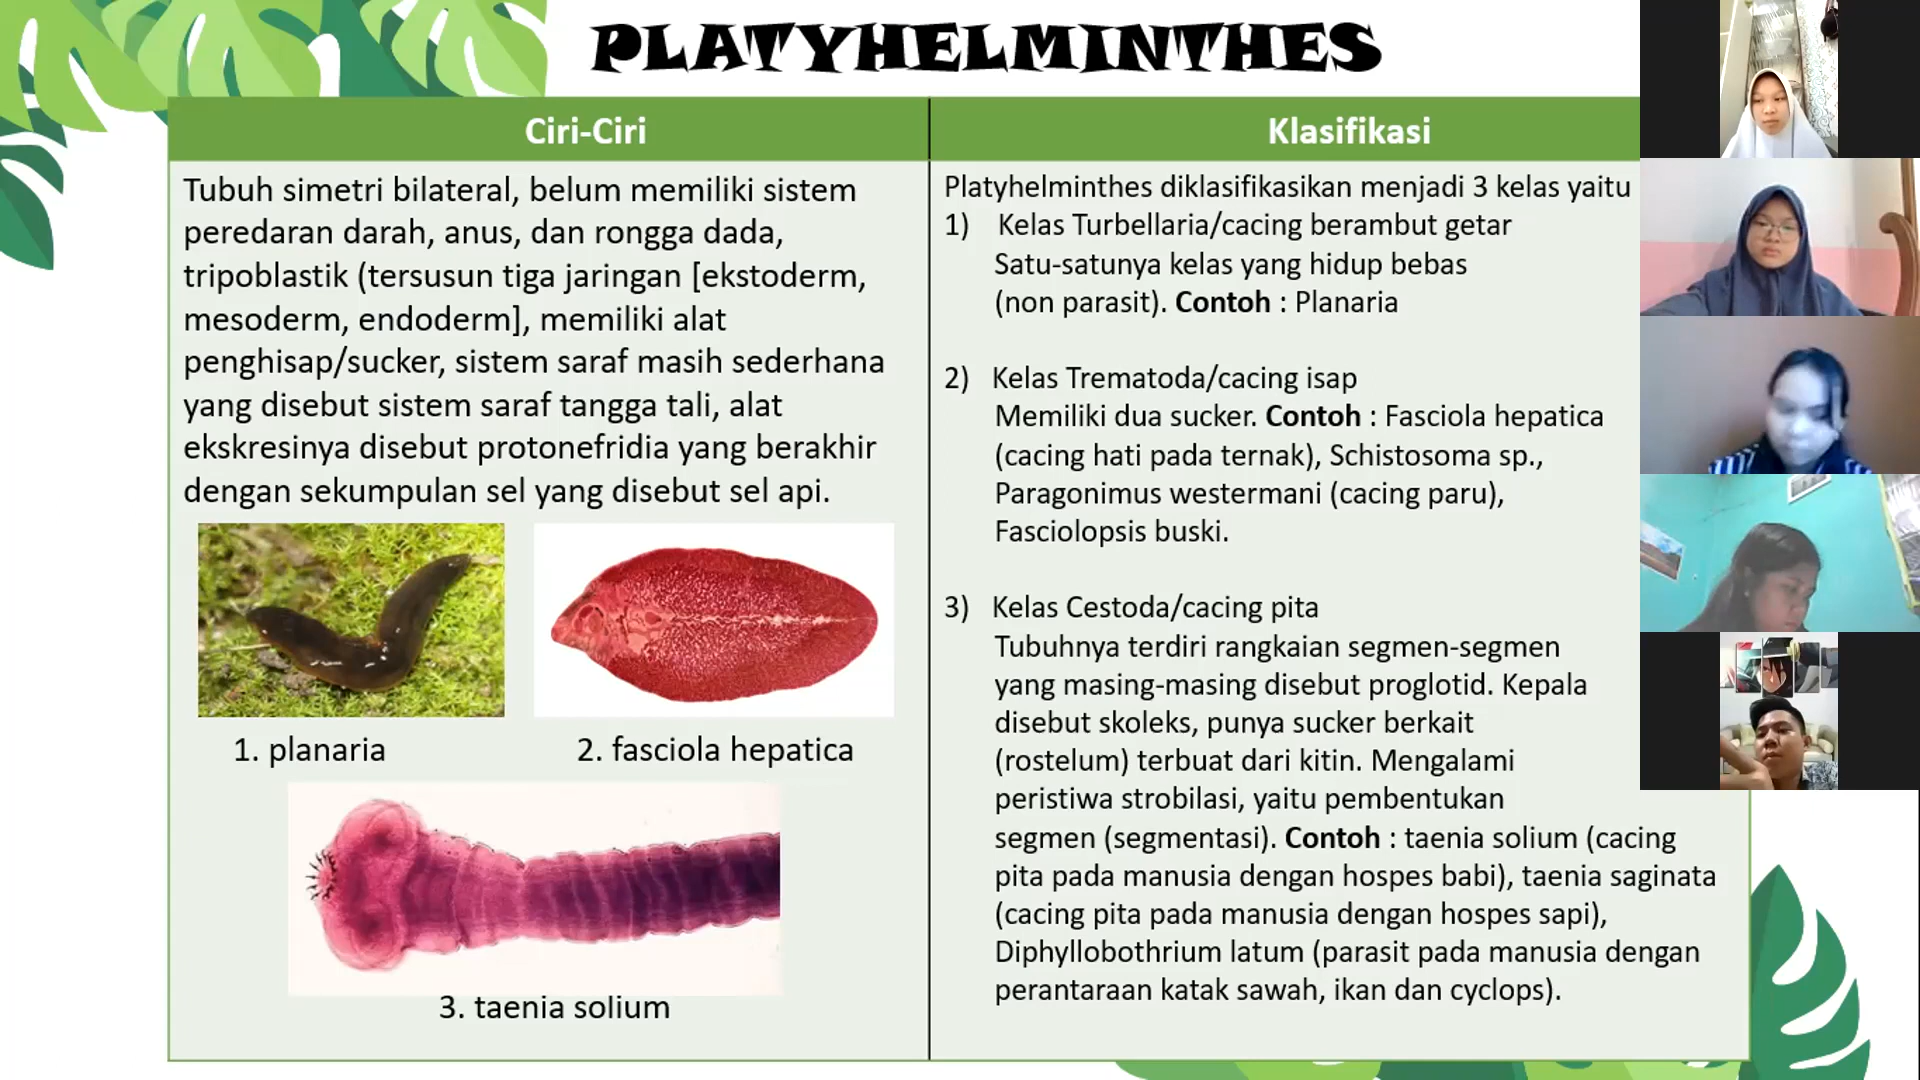 PLATYHELMINTHES
Ciri-Ciri
Tubuh simetri bilateral, belum memiliki sistem
peredaran darah, anus, dan rongga dada,
tripoblastik (tersusun tiga jaringan [ekstoderm,
mesoderm, endoderm], memiliki alat
penghisap/sucker, sistem saraf masih sederhana
yang disebut sistem saraf tangga tali, alat
ekskresinya disebut protonefridia yang berakhir
dengan sekumpulan sel yang disebut sel api.
1. planaria
2. fasciola hepatica
3. taenia solium
Klasifikasi
Platyhelminthes diklasifikasikan menjadi 3 kelas yaitu
1) Kelas Turbellaria/cacing berambut getar
Satu-satunya kelas yang hidup bebas
(non parasit). Contoh : Planaria
2) Kelas Trematoda/cacing isap
Memiliki dua sucker. Contoh : Fasciola hepatica
(cacing hati pada ternak), Schistosoma sp.,
Paragonimus westermani (cacing paru),
Fasciolopsis buski.
3) Kelas Cestoda/cacing pita
Tubuhnya terdiri rangkaian segmen-segmen
yang masing-masing disebut proglotid. Kepala
disebut skoleks, punya sucker berkait
(rostelum) terbuat dari kitin. Mengalami
peristiwa strobilasi, yaitu pembentukan
segmen (segmentasi). Contoh : taenia solium (cacing
pita pada manusia dengan hospes babi), taenia saginata
(cacing pita pada manusia dengan hospes sapi),
Diphyllobothrium latum (parasit pada manusia dengan
perantaraan katak sawah, ikan dan cyclops).